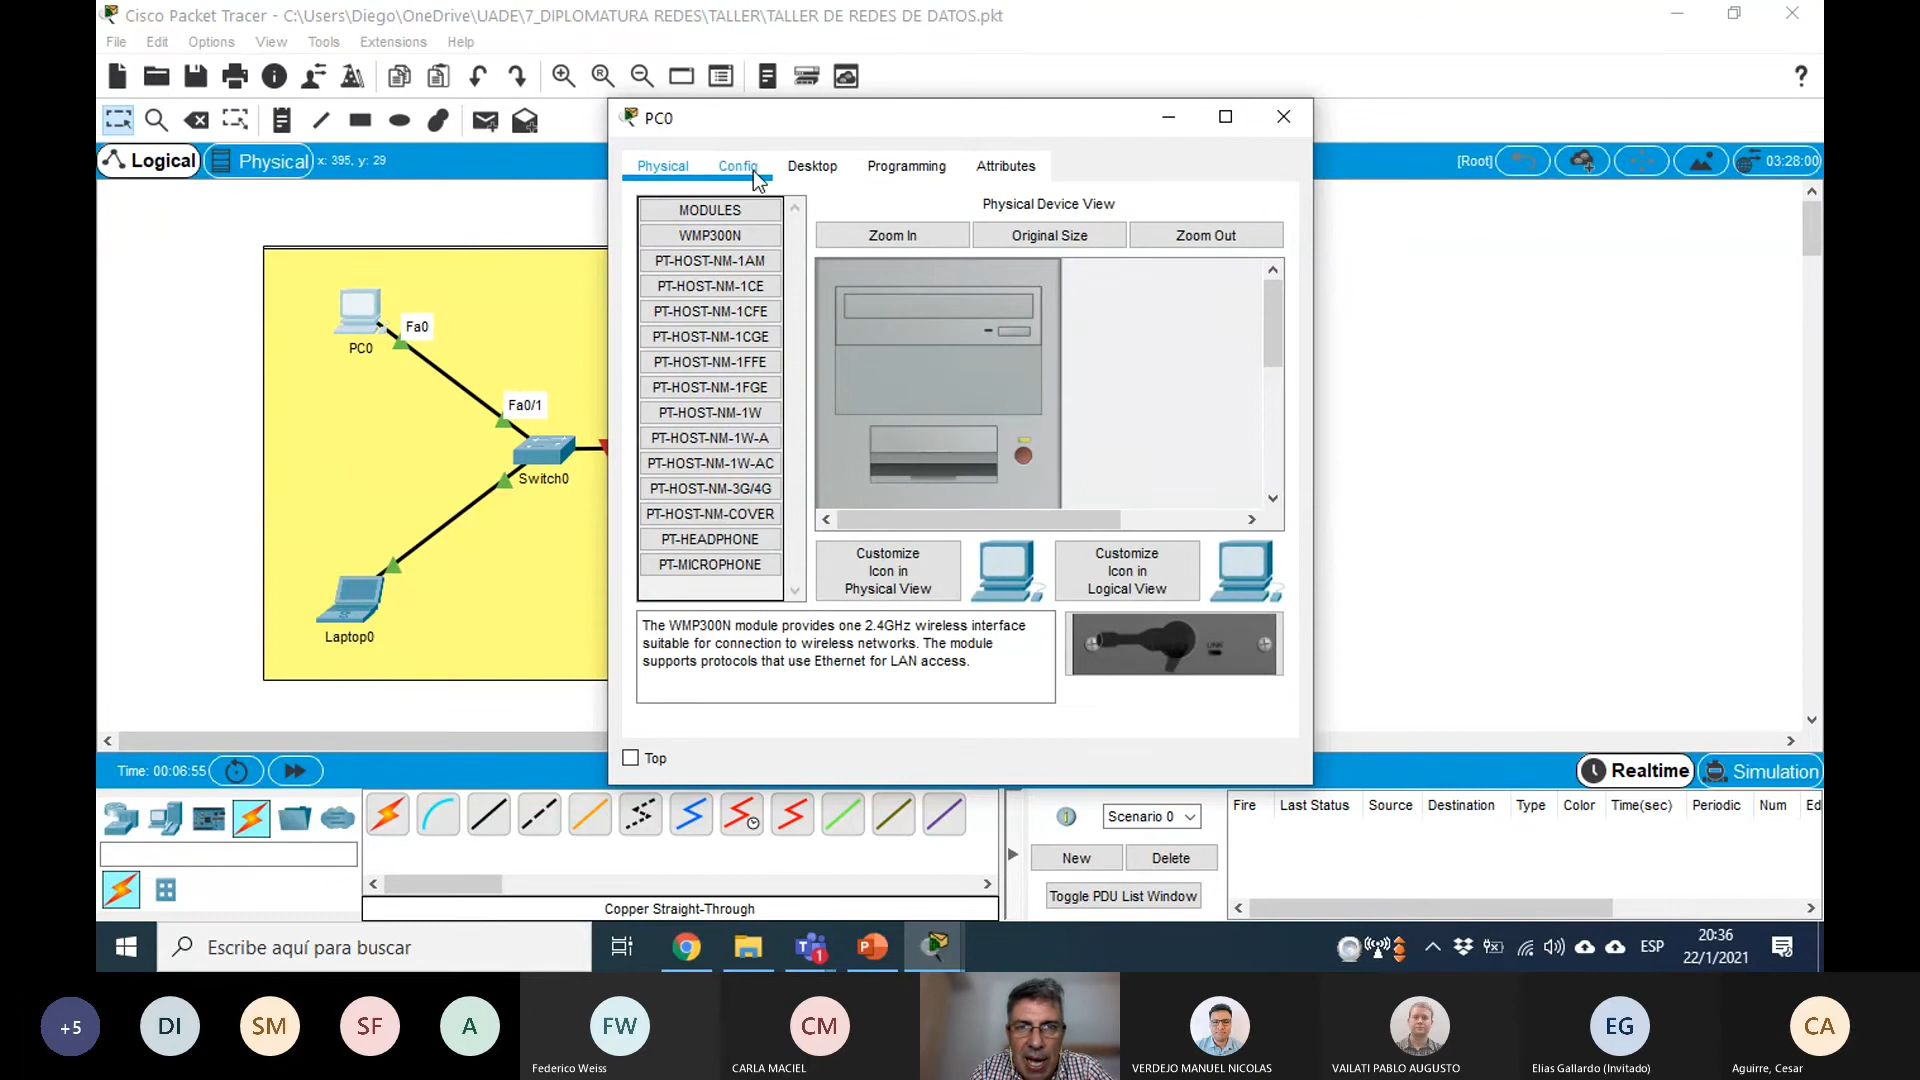 Cisco Packet Tracer - C:\Users\Diego\OneDrive\UADE\7_DIPLOMATURA REDES\TALLER\TALLER DE REDES DE DATOS.pkt
File Edit Options View Tools Extensions Help
PC0
Logical Physical x: 395, y: 29
[Root] 03:28:00
Physical Config Desktop Programming Attributes
MODULES
WMP300N
PT-HOST-NM-1AM
PT-HOST-NM-1CE
PT-HOST-NM-1CFE
PT-HOST-NM-1CGE
PT-HOST-NM-1FFE
PT-HOST-NM-1FGE
PT-HOST-NM-1W
PT-HOST-NM-1W-A
PT-HOST-NM-1W-AC
PT-HOST-NM-3G/4G
PT-HOST-NM-COVER
PT-HEADPHONE
PT-MICROPHONE
Physical Device View
Zoom In Original Size Zoom Out
Customize
Icon in
Physical View
Customize
Icon in
Logical View
The WMP300N module provides one 2.4GHz wireless interface
suitable for connection to wireless networks. The module
supports protocols that use Ethernet for LAN access.
LINK
Top
Fa0
PC0
Fa0/1
Switch0
Laptop0
Time: 00:06:55
Realtime Simulation
Scenario 0
New Delete
Toggle PDU List Window
Fire Last Status Source Destination Type Color Time(sec) Periodic Num Ed
Copper Straight-Through
Escribe aquí para buscar
1
ESP
20:36
22/1/2021
+5 DI SM SF A FW CM EG CA
Federico Weiss CARLA MACIEL VERDEJO MANUEL NICOLAS VAILATI PABLO AUGUSTO Elias Gallardo (Invitado) Aguirre, Cesar